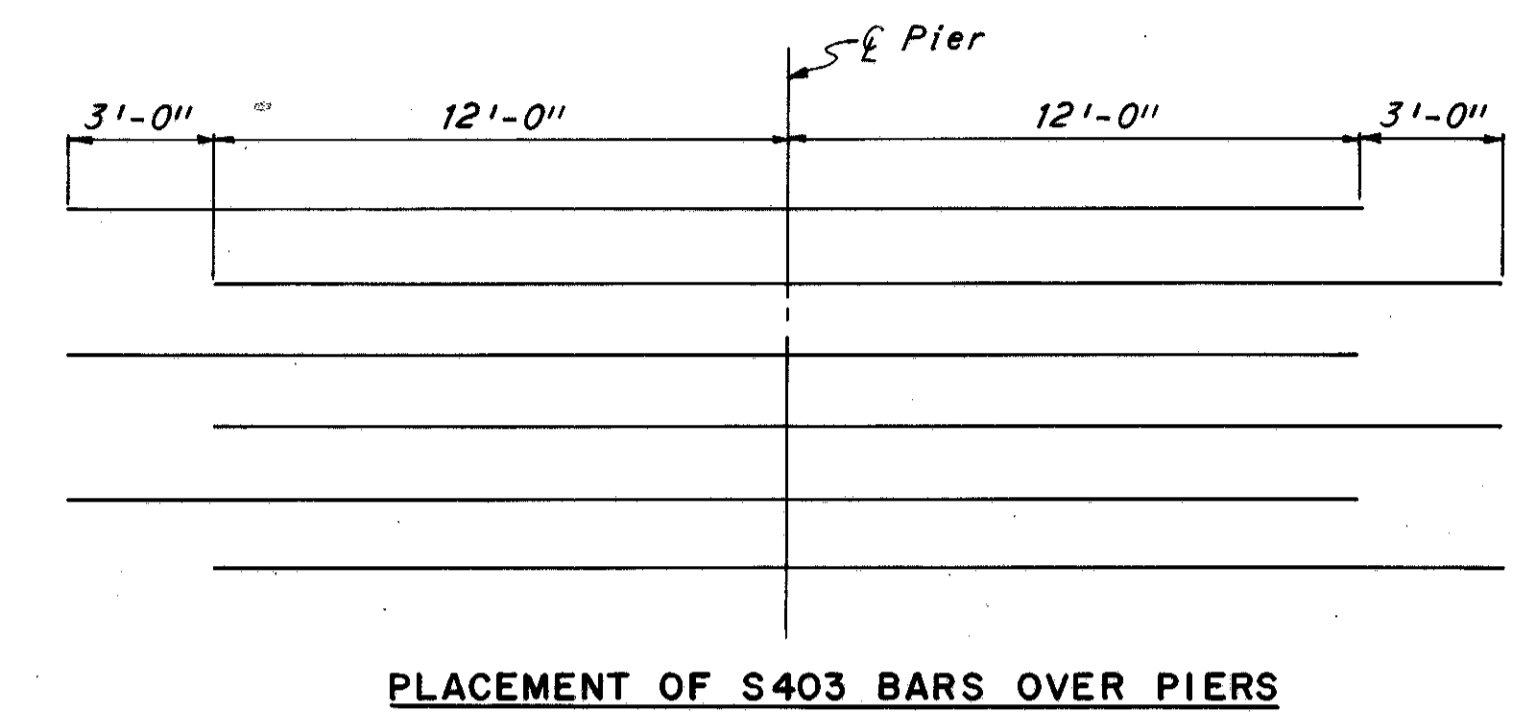 ℄ Pier
3'-0" 12'-0" 12'-0" 3'-0"
PLACEMENT OF S403 BARS OVER PIERS